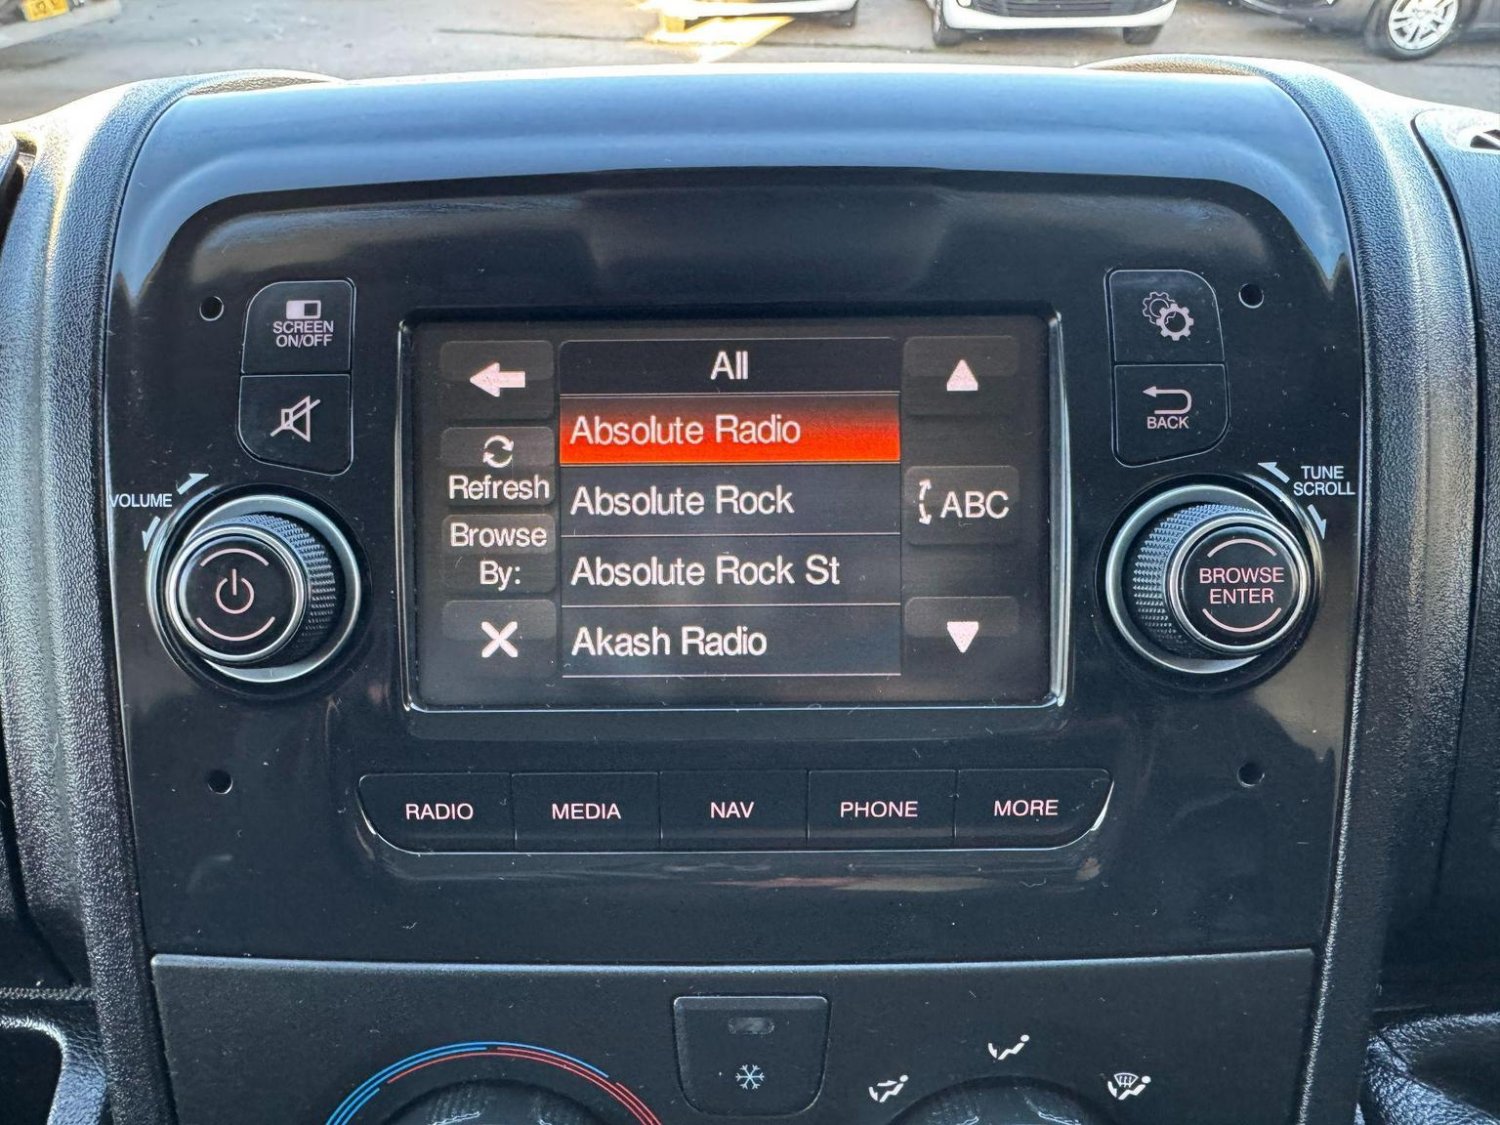 SCREEN
ON/OFF
VOLUME
All
Absolute Radio
Absolute Rock
Absolute Rock St
Akash Radio
Refresh
Browse
By:
ABC
BACK
TUNE
SCROLL
BROWSE
ENTER
RADIO
MEDIA
NAV
PHONE
MORE